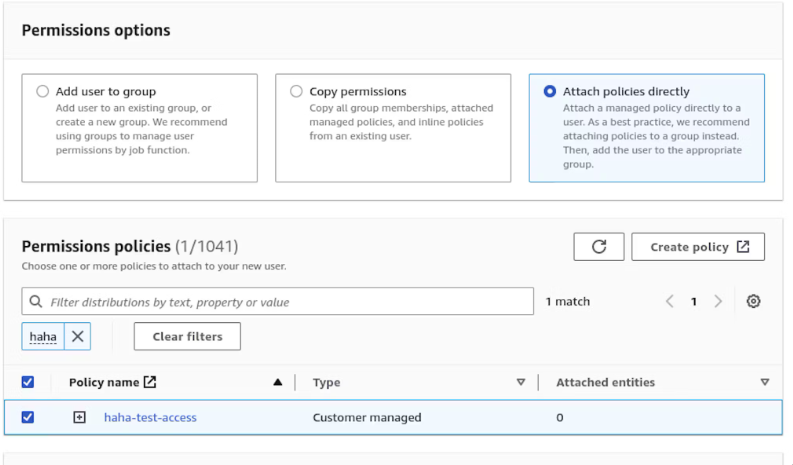 Permissions options
Add user to group
Add user to an existing group, or
create a new group. We recommend
using groups to manage user
permissions by job function.
Copy permissions
Copy all group memberships, attached
managed policies, and inline policies
from an existing user.
Attach policies directly
Attach a managed policy directly to a
user. As a best practice, we recommend
attaching policies to a group instead.
Then, add the user to the appropriate
group.
Permissions policies (1/1041)
Choose one or more policies to attach to your new user.
Create policy
Filter distributions by text, property or value
1 match
1
haha
Clear filters
Policy name
Type
Attached entities
haha-test-access
Customer managed
0